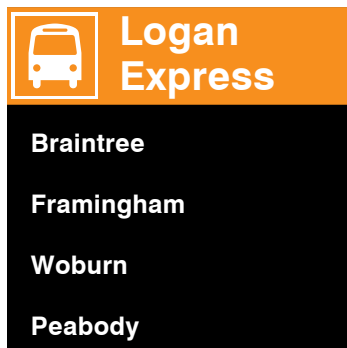 Logan
Express
Braintree
Framingham
Woburn
Peabody